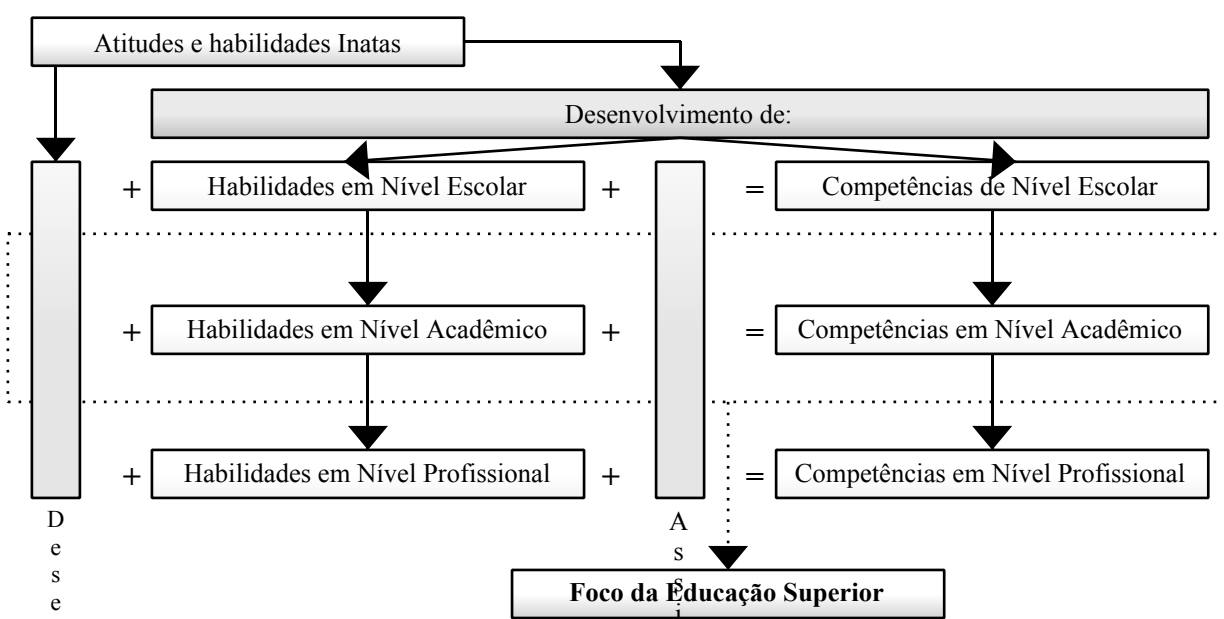 Atitudes e habilidades Inatas
Desenvolvimento de:
+ Habilidades em Nível Escolar + = Competências de Nível Escolar
+ Habilidades em Nível Acadêmico + = Competências em Nível Acadêmico
+ Habilidades em Nível Profissional + = Competências em Nível Profissional
D
e
s
e
A
s
s
i
Foco da Educação Superior